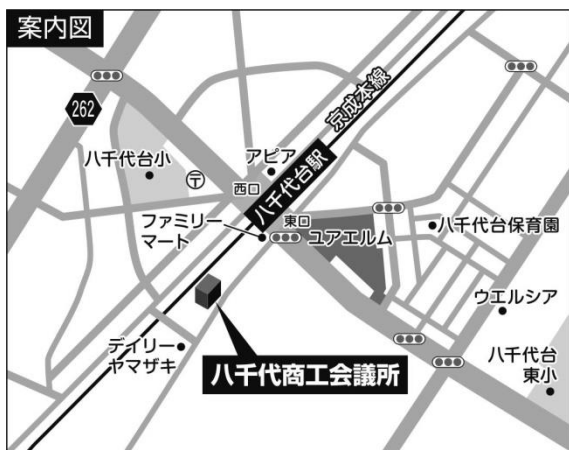 案内図
262
京成本線
八千代台小
〒
アピア
西口
八千代台駅
東口
ファミリー
マート
ユアエルム
八千代台保育園
ウエルシア
デイリー
ヤマザキ
八千代商工会議所
八千代台
東小